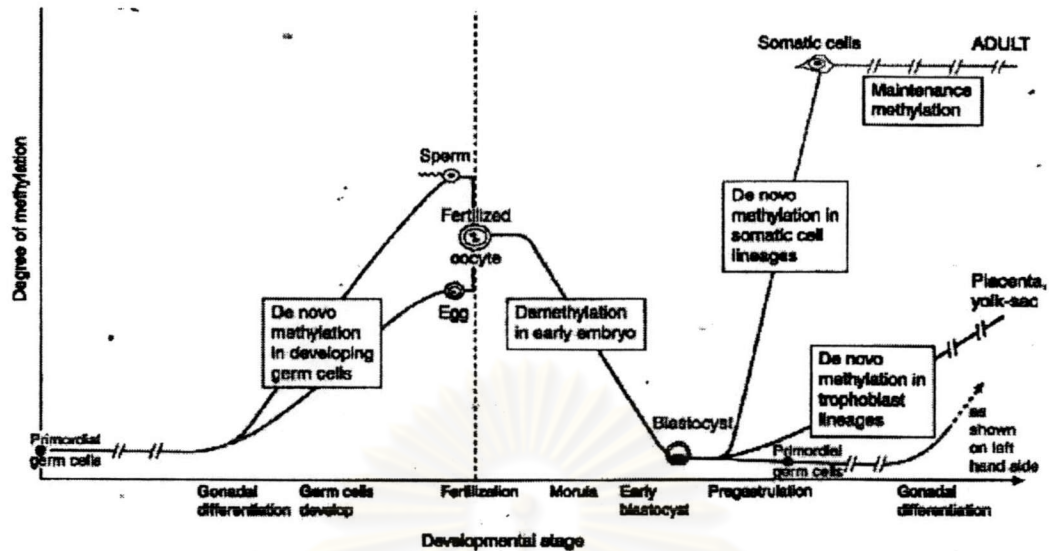 Somatic cells
ADULT
Maintenance
methylation
Sperm
Fertilized
oocyte
Egg
De novo
methylation in
somatic cell
lineages
Degree of methylation
De novo
methylation
in developing
germ cells
Demethylation
in early embryo
Placenta,
yolk-sac
De novo
methylation in
trophoblast
lineages
Blastocyst
Primordial
germ cells
Primordial
germ cells
as
shown
on left
hand side
Gonadal
differentiation
Germ cells
develop
Fertilization
Morula
Early
blastocyst
Pregastrulation
Gonadal
differentiation
Developmental stage